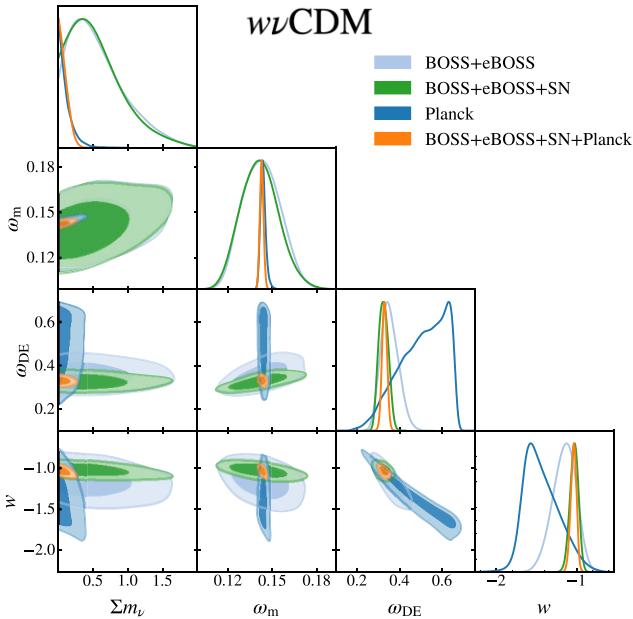 wνCDM
BOSS+eBOSS
BOSS+eBOSS+SN
Planck
BOSS+eBOSS+SN+Planck
0.18
0.15
0.12
ωm
0.6
0.4
0.2
ωDE
−1.0
−1.5
−2.0
w
0.5 1.0 1.5
0.12 0.15 0.18
0.2 0.4 0.6
−2 −1
Σmν
ωm
ωDE
w